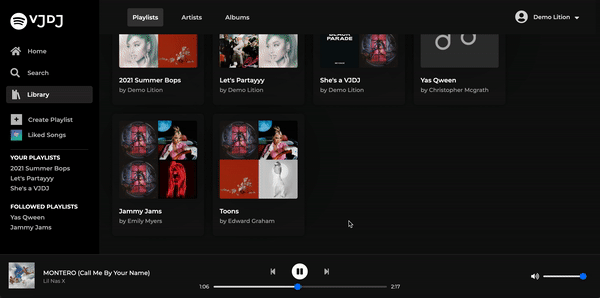 VJDJ
Home
Search
Library
Create Playlist
Liked Songs
YOUR PLAYLISTS
2021 Summer Bops
Let's Partayyy
She's a VJDJ
FOLLOWED PLAYLISTS
Yas Qween
Jammy Jams
Playlists
Artists
Albums
Demo Lition
PARADE
2021 Summer Bops
by Demo Lition
Let's Partayyy
by Demo Lition
She's a VJDJ
by Demo Lition
Yas Qween
by Christopher Mcgrath
Jammy Jams
by Emily Myers
Toons
by Edward Graham
MONTERO (Call Me By Your Name)
Lil Nas X
1:06
2:17